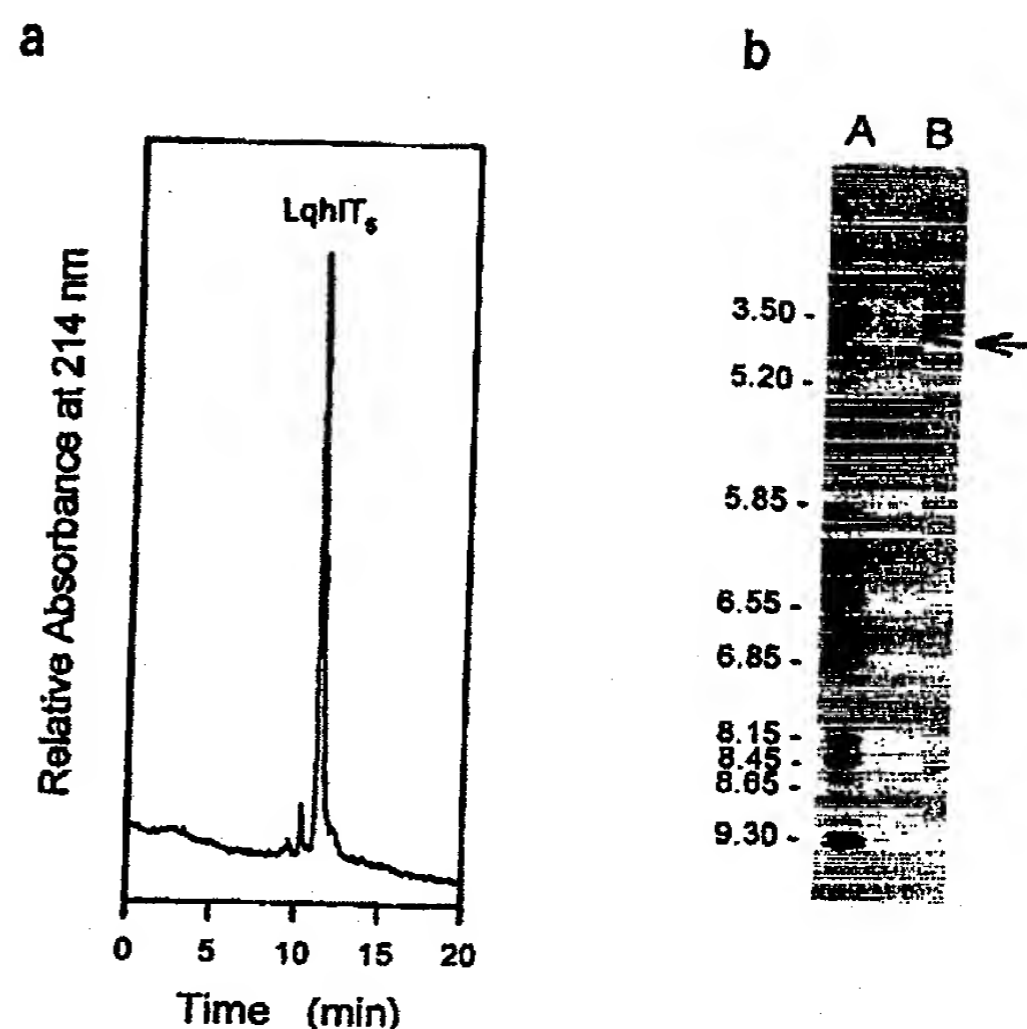 a
LqhIT5
Relative Absorbance at 214 nm
0 5 10 15 20
Time (min)
b
A B
3.50 -
5.20 -
5.85 -
6.55 -
6.85 -
8.15 -
8.45 -
8.65 -
9.30 -